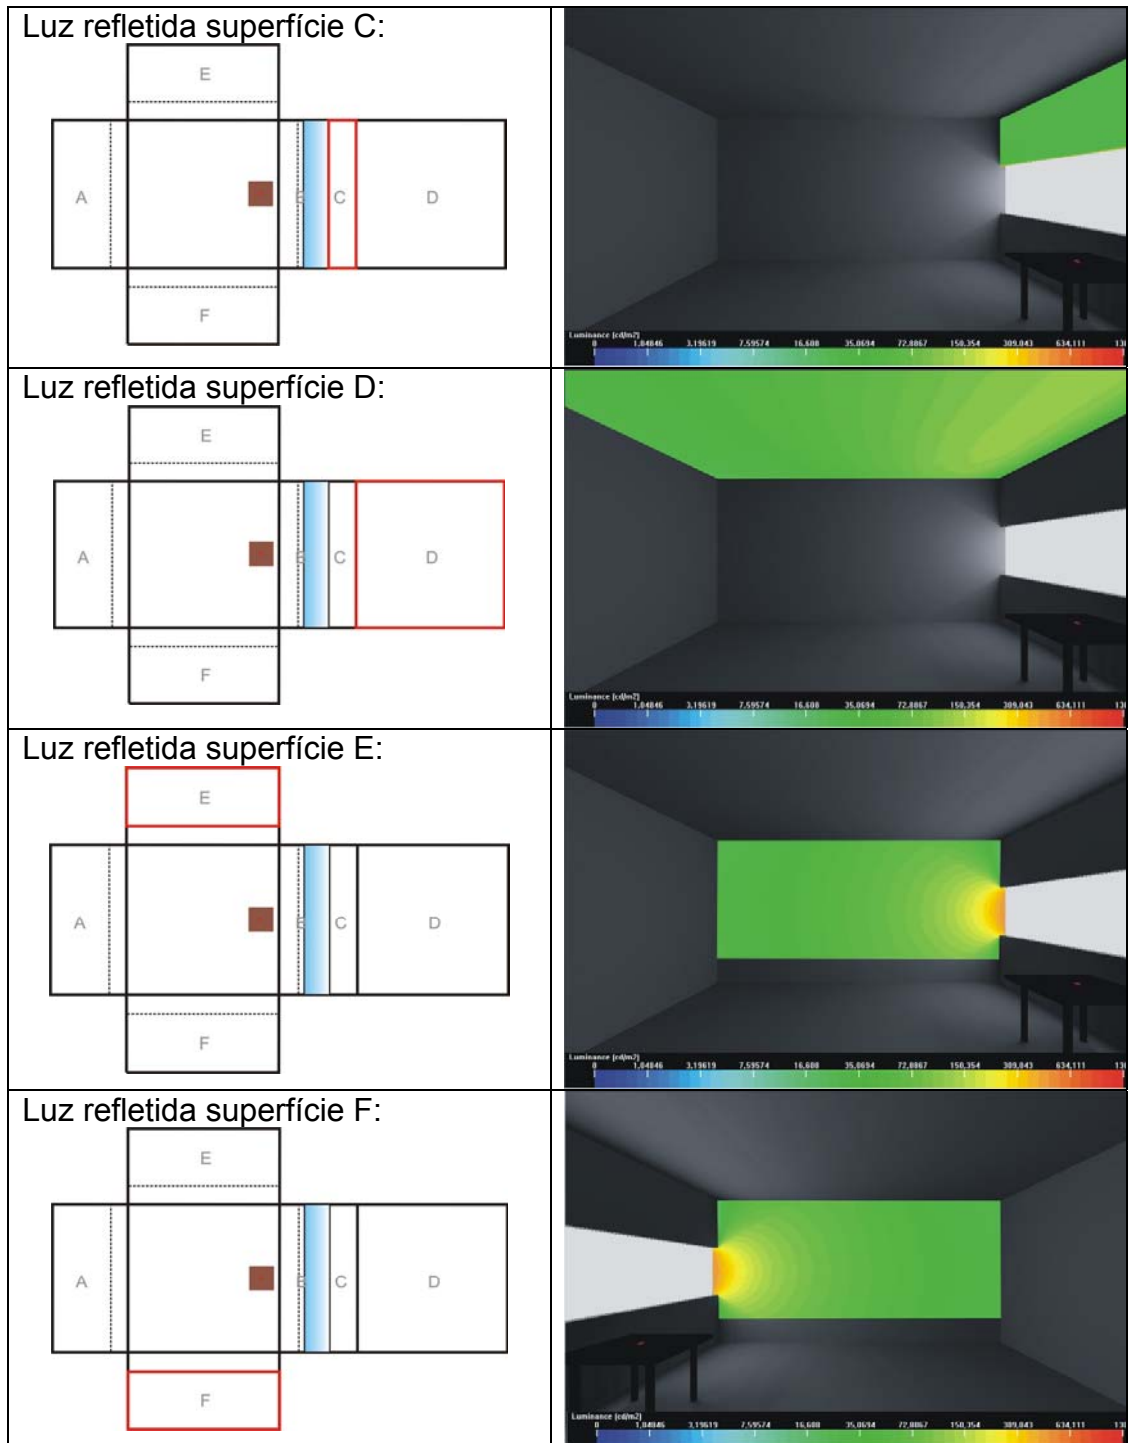 Luz refletida superfície C:
E
A
C
D
F
Luminance [cd/m2]
0 1,04846 3,19619 7,59574 16,608 35,0694 72,8867 150,354 309,043 634,111 130
Luz refletida superfície D:
E
A
C
D
F
Luminance [cd/m2]
0 1,04846 3,19619 7,59574 16,608 35,0694 72,8867 150,354 309,043 634,111 130
Luz refletida superfície E:
E
A
C
D
F
Luminance [cd/m2]
0 1,04846 3,19619 7,59574 16,608 35,0694 72,8867 150,354 309,043 634,111 130
Luz refletida superfície F:
E
A
C
D
F
Luminance [cd/m2]
0 1,04846 3,19619 7,59574 16,608 35,0694 72,8867 150,354 309,043 634,111 130